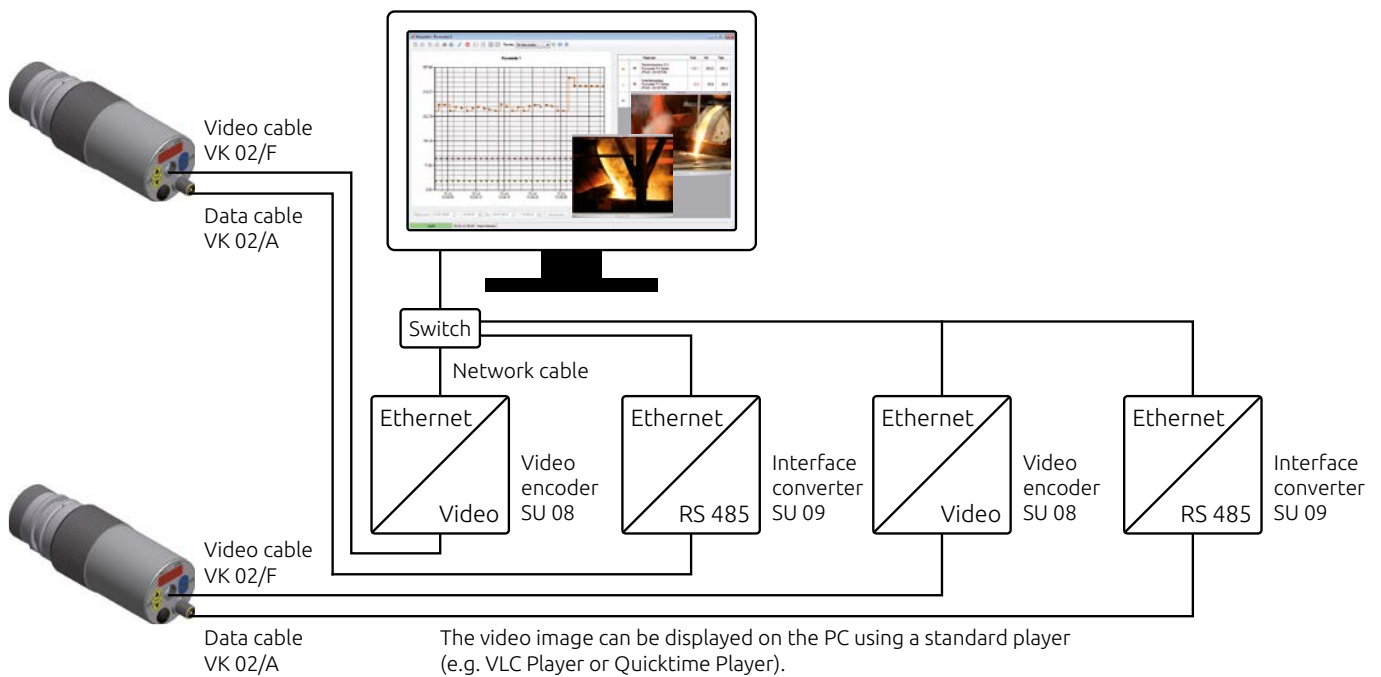 Video cable
VK 02/F
Data cable
VK 02/A
Switch
Network cable
Ethernet
Video
Video
encoder
SU 08
Ethernet
RS 485
Interface
converter
SU 09
Ethernet
Video
Video
encoder
SU 08
Ethernet
RS 485
Interface
converter
SU 09
Video cable
VK 02/F
Data cable
VK 02/A
The video image can be displayed on the PC using a standard player
(e.g. VLC Player or Quicktime Player).